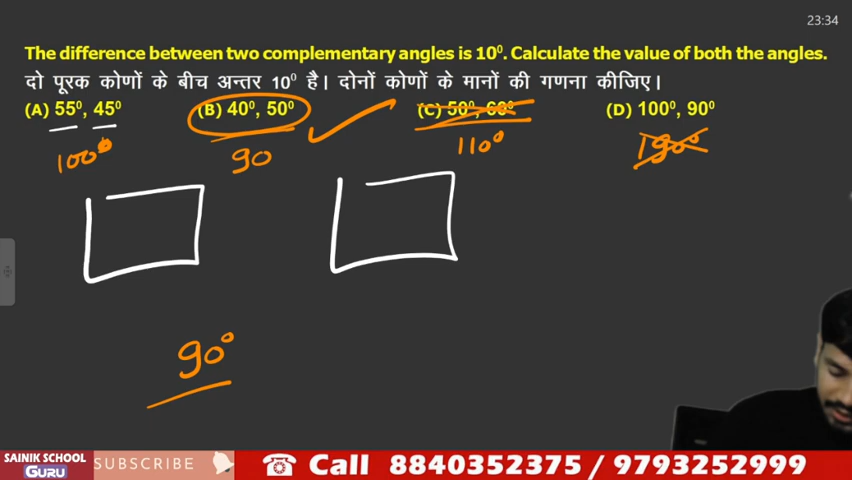 23:34
The difference between two complementary angles is 10⁰. Calculate the value of both the angles.
दो पूरक कोणों के बीच अन्तर 10⁰ है। दोनों कोणों के मानों की गणना कीजिए।
(A) 55⁰, 45⁰ (B) 40⁰, 50⁰ (C) 50⁰, 60⁰ (D) 100⁰, 90⁰
100⁰ 90 110⁰ 190⁰
90⁰
SAINIK SCHOOL
GURU
SUBSCRIBE
Call 8840352375 / 9793252999